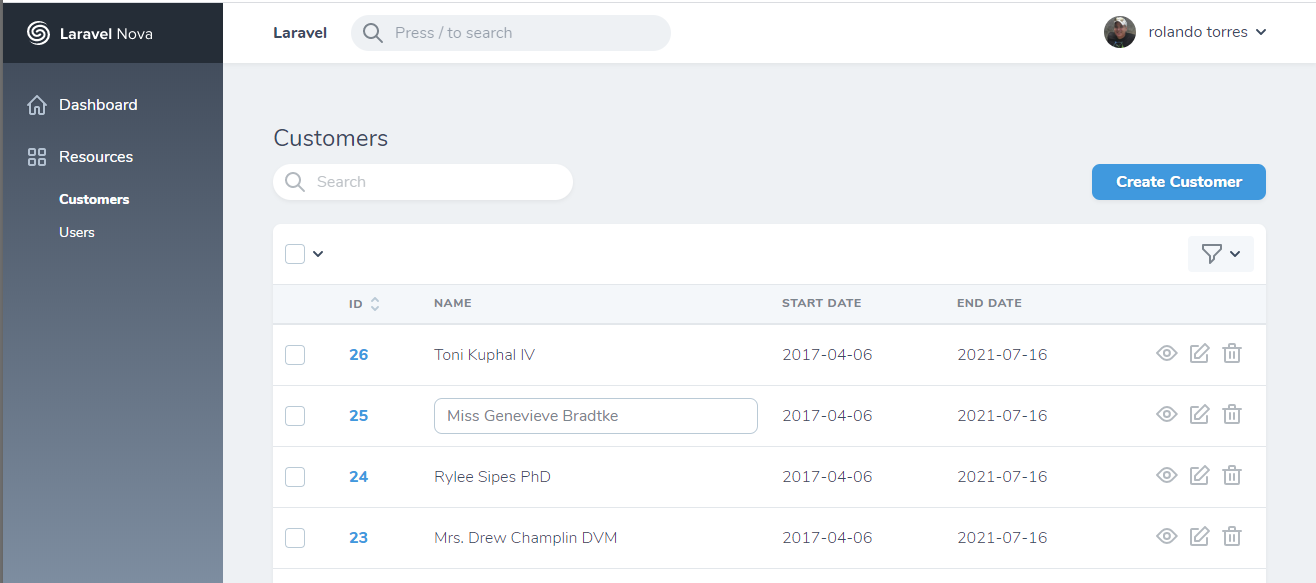 Laravel Nova
Laravel
Press / to search
rolando torres
Dashboard
Resources
Customers
Users
Customers
Search
Create Customer
ID NAME START DATE END DATE
26 Toni Kuphal IV 2017-04-06 2021-07-16
25 Miss Genevieve Bradtke 2017-04-06 2021-07-16
24 Rylee Sipes PhD 2017-04-06 2021-07-16
23 Mrs. Drew Champlin DVM 2017-04-06 2021-07-16